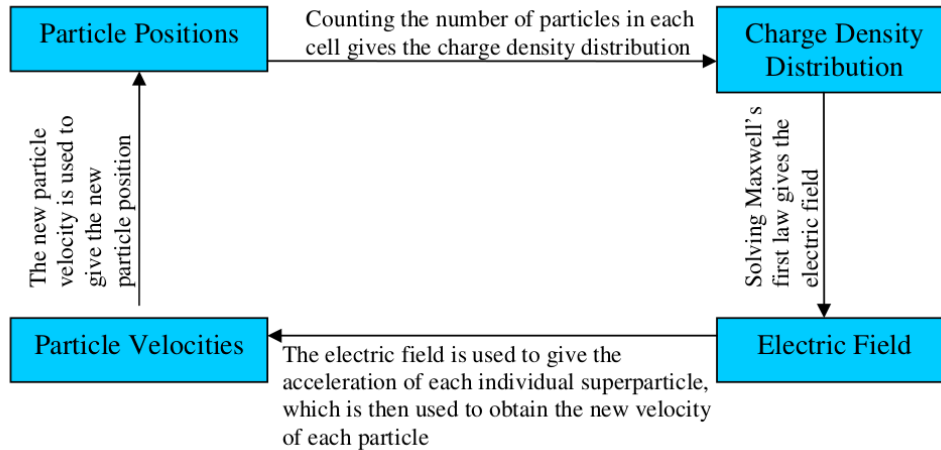 Particle Positions
Counting the number of particles in each
cell gives the charge density distribution
Charge Density
Distribution
The new particle
velocity is used to
give the new
particle position
Solving Maxwell's
first law gives the
electric field
Particle Velocities
The electric field is used to give the
acceleration of each individual superparticle,
which is then used to obtain the new velocity
of each particle
Electric Field